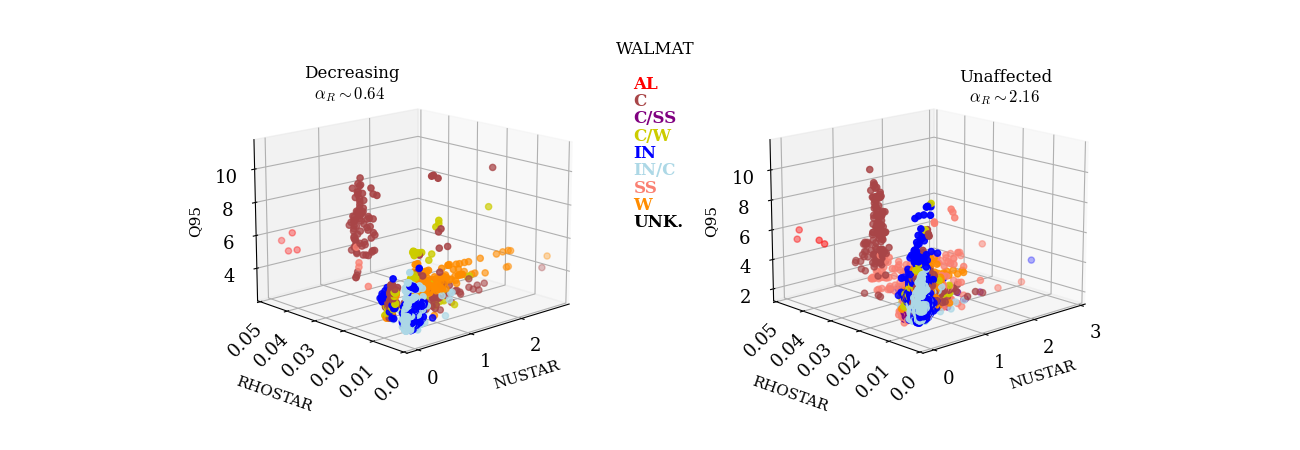 WALMAT
Decreasing
α_R ∼ 0.64
Unaffected
α_R ∼ 2.16
AL
C
C/SS
C/W
IN
IN/C
SS
W
UNK.
10
8
6
4
Q95
0.05
0.04
0.03
0.02
0.01
0.0
RHOSTAR
0
1
2
NUSTAR
10
8
6
4
2
Q95
0.05
0.04
0.03
0.02
0.01
0.0
RHOSTAR
0
1
2
3
NUSTAR